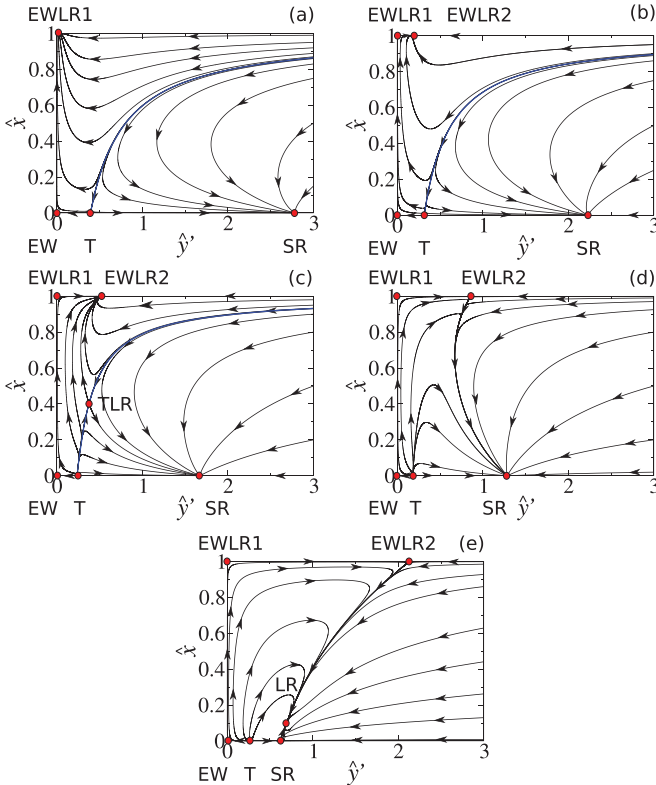 EWLR1 (a)
1
0.8
0.6
x̂
0.4
0.2
0
0 1 2 3
EW T ŷ' SR
EWLR1 EWLR2 (b)
1
0.8
0.6
x̂
0.4
0.2
0
0 1 2 3
EW T ŷ' SR
EWLR1 EWLR2 (c)
1
0.8
0.6
x̂
0.4
TLR
0.2
0
0 1 2 3
EW T ŷ' SR
EWLR1 EWLR2 (d)
1
0.8
0.6
x̂
0.4
0.2
0
0 1 2 3
EW T SR ŷ'
EWLR1 EWLR2 (e)
1
0.8
0.6
x̂
0.4
LR
0.2
0
0 1 2 3
EW T SR ŷ'